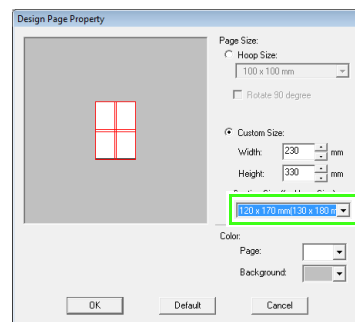 Design Page Property
Page Size:
Hoop Size:
100 x 100 mm
Rotate 90 degree
Custom Size:
Width: 230 mm
Height: 330 mm
120 x 170 mm(130 x 180 m
Color:
Page:
Background:
OK Default Cancel